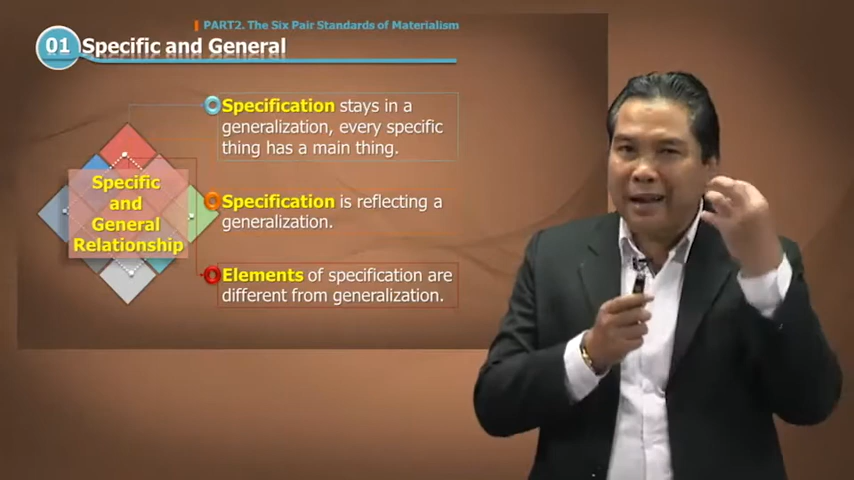 PART2. The Six Pair Standards of Materialism
01 Specific and General
Specification stays in a
generalization, every specific
thing has a main thing.
Specific
and
General
Relationship
Specification is reflecting a
generalization.
Elements of specification are
different from generalization.